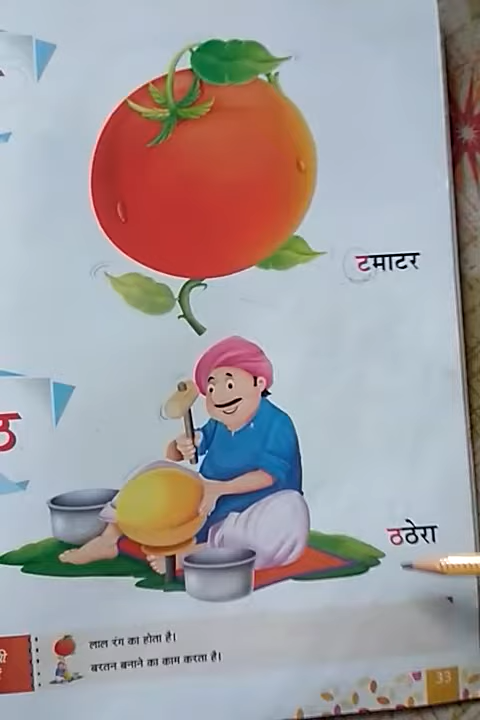 टमाटर
ठ
ठठेरा
लाल रंग का होता है।
बरतन बनाने का काम करता है।
33